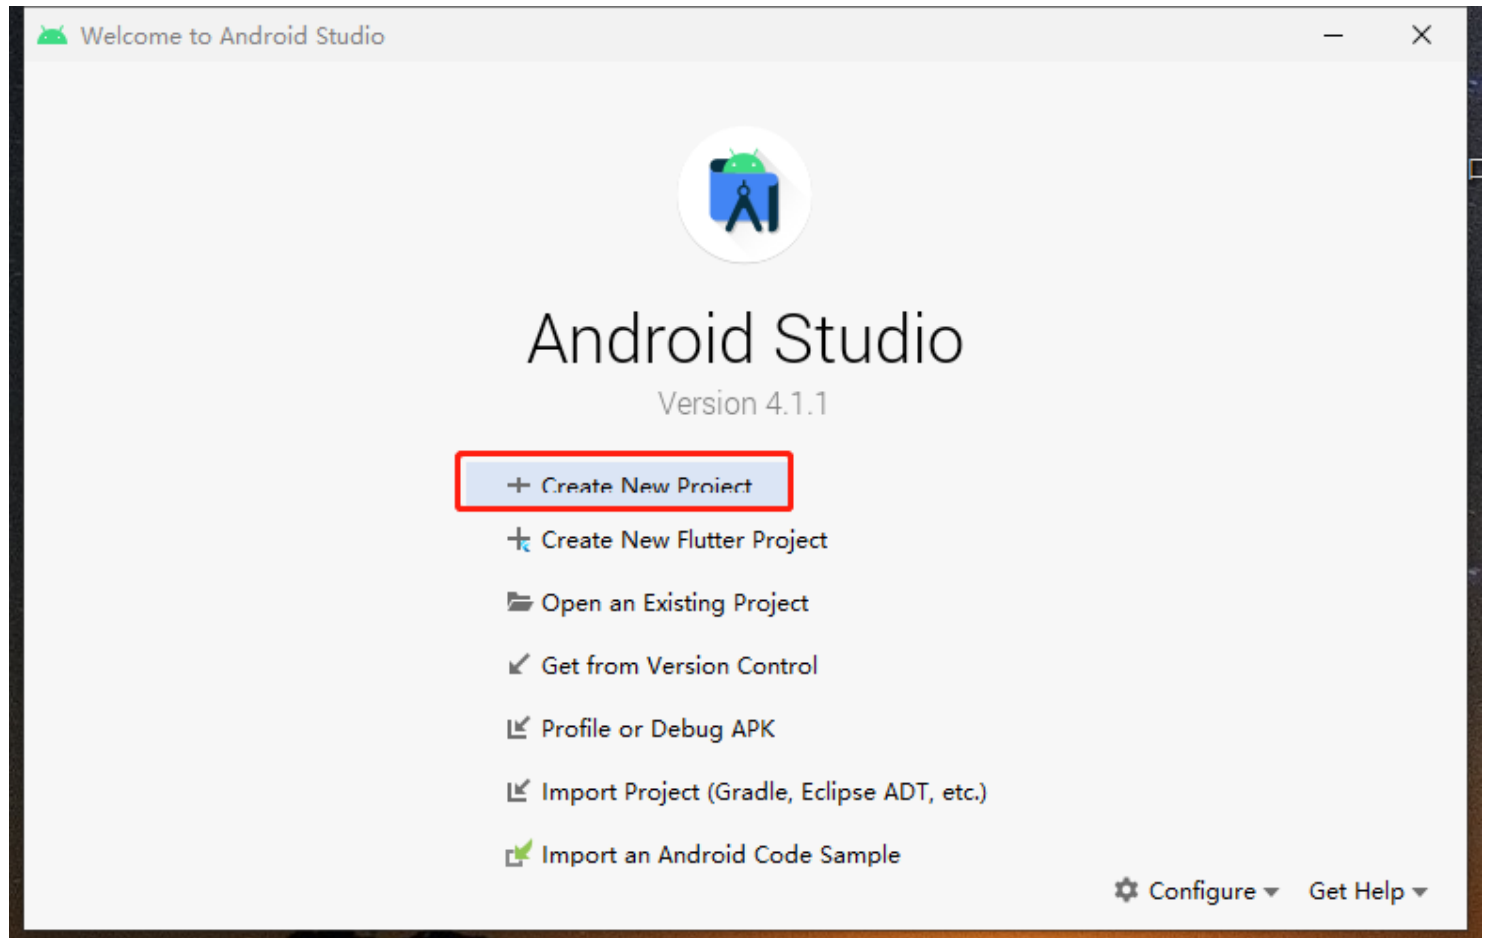 Welcome to Android Studio
Android Studio
Version 4.1.1
Create New Project
Create New Flutter Project
Open an Existing Project
Get from Version Control
Profile or Debug APK
Import Project (Gradle, Eclipse ADT, etc.)
Import an Android Code Sample
Configure
Get Help